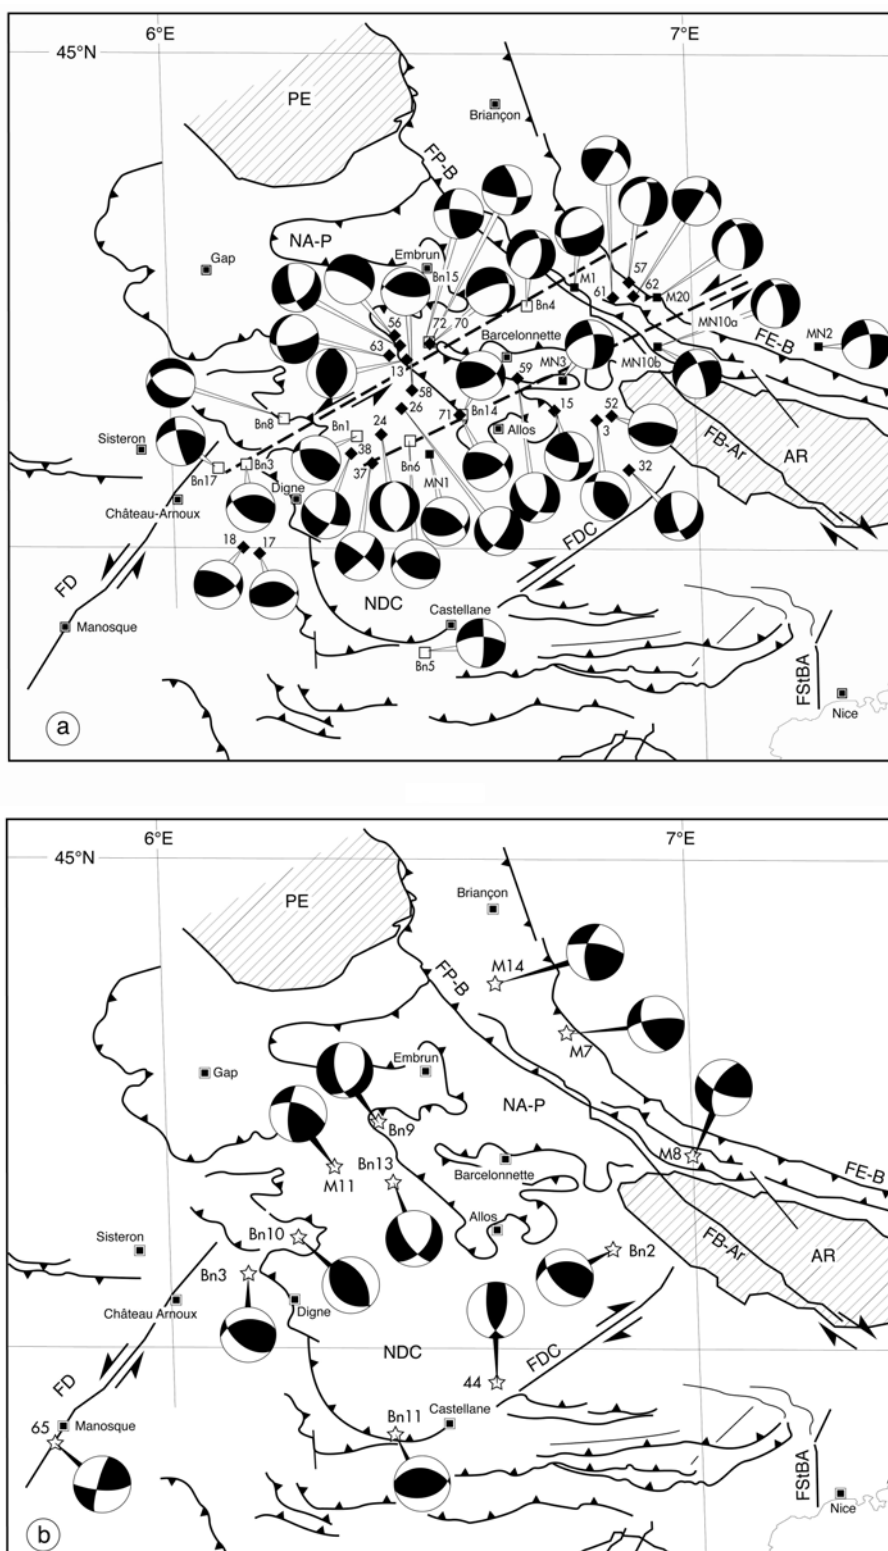 6°E
7°E
45°N
PE
Briançon
FP-B
NA-P
Gap
Embrun
Bn15
Bn4
M1
61
57
62
M20
56
72
70
63
13
Barcelonnette
MN10a
MN2
FE-B
MN3
MN10b
59
58
Bn8
26
Bn1
24
71
Bn14
Allos
15
52
3
FB-Ar
AR
Sisteron
Bn17
Bn3
38
37
Bn6
MN1
32
Digne
Château-Arnoux
18
17
FDC
FD
NDC
Castellane
Manosque
Bn5
FStBA
Nice
a
6°E
7°E
45°N
PE
Briançon
M14
FP-B
M7
Gap
Embrun
NA-P
Bn9
M8
Bn13
M11
Barcelonnette
FE-B
Allos
Bn10
Bn2
FB-Ar
AR
Sisteron
Bn3
Château Arnoux
Digne
NDC
FDC
44
FD
Castellane
Bn11
65
Manosque
FStBA
Nice
b